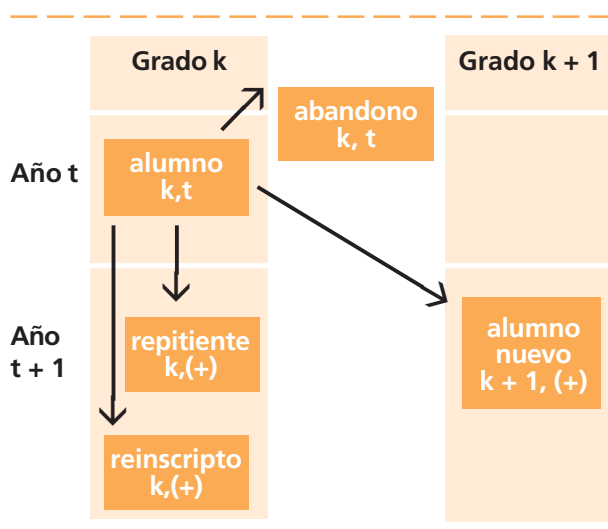 Grado k
Grado k + 1
abandono
k, t
Año t
alumno
k,t
Año
t + 1
repitiente
k,(+)
alumno
nuevo
k + 1, (+)
reinscripto
k,(+)